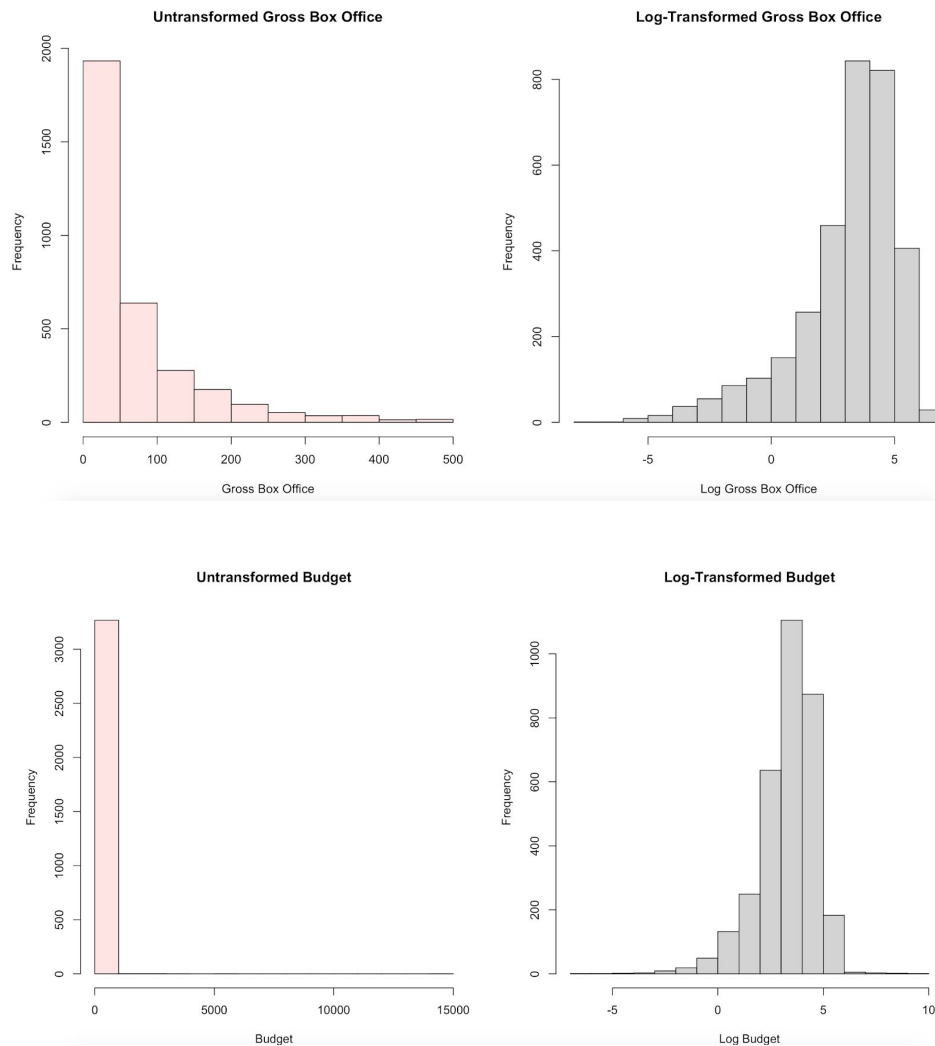 Untransformed Gross Box Office
Frequency
2000
1500
1000
500
0
0 100 200 300 400 500
Gross Box Office
Log-Transformed Gross Box Office
Frequency
800
600
400
200
0
-5 0 5
Log Gross Box Office
Untransformed Budget
Frequency
3000
2500
2000
1500
1000
500
0
0 5000 10000 15000
Budget
Log-Transformed Budget
Frequency
1000
800
600
400
200
0
-5 0 5 10
Log Budget